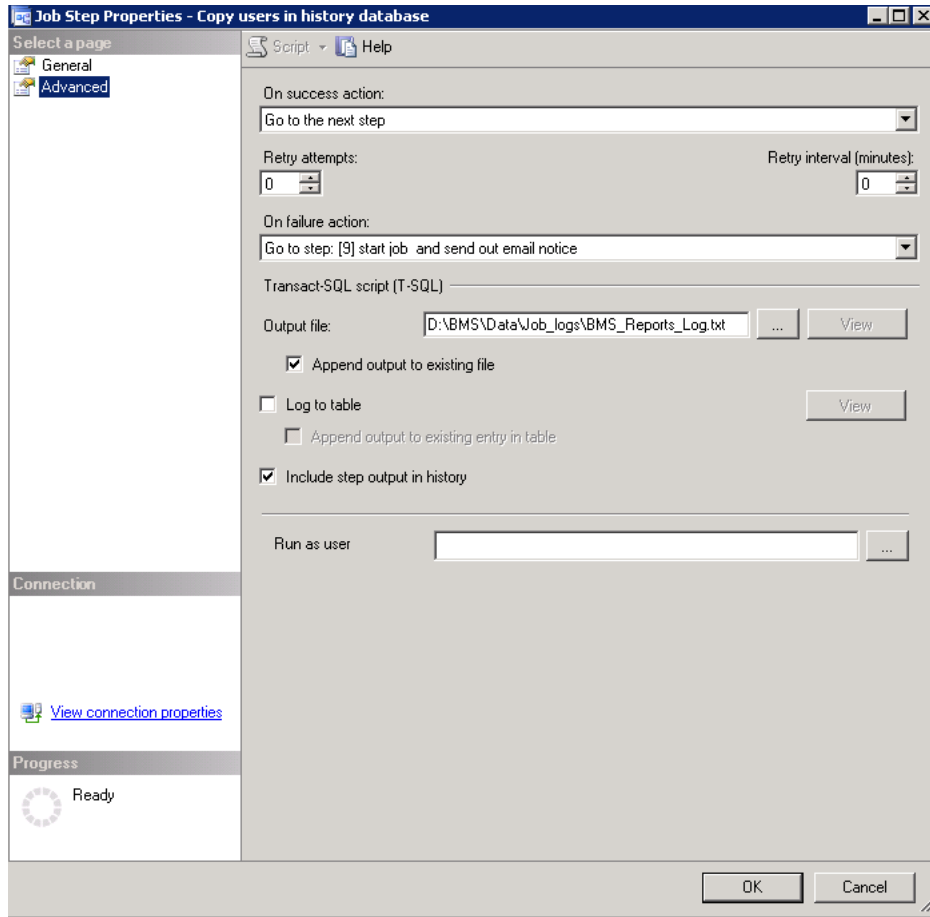 Job Step Properties - Copy users in history database
Select a page
General
Advanced
Script
Help
On success action:
Go to the next step
Retry attempts:
Retry interval (minutes):
0
0
On failure action:
Go to step: [9] start job  and send out email notice
Transact-SQL script (T-SQL)
Output file:
D:\BMS\Data\Job_logs\BMS_Reports_Log.txt
...
View
Append output to existing file
Log to table
View
Append output to existing entry in table
Include step output in history
Run as user
...
Connection
View connection properties
Progress
Ready
OK
Cancel